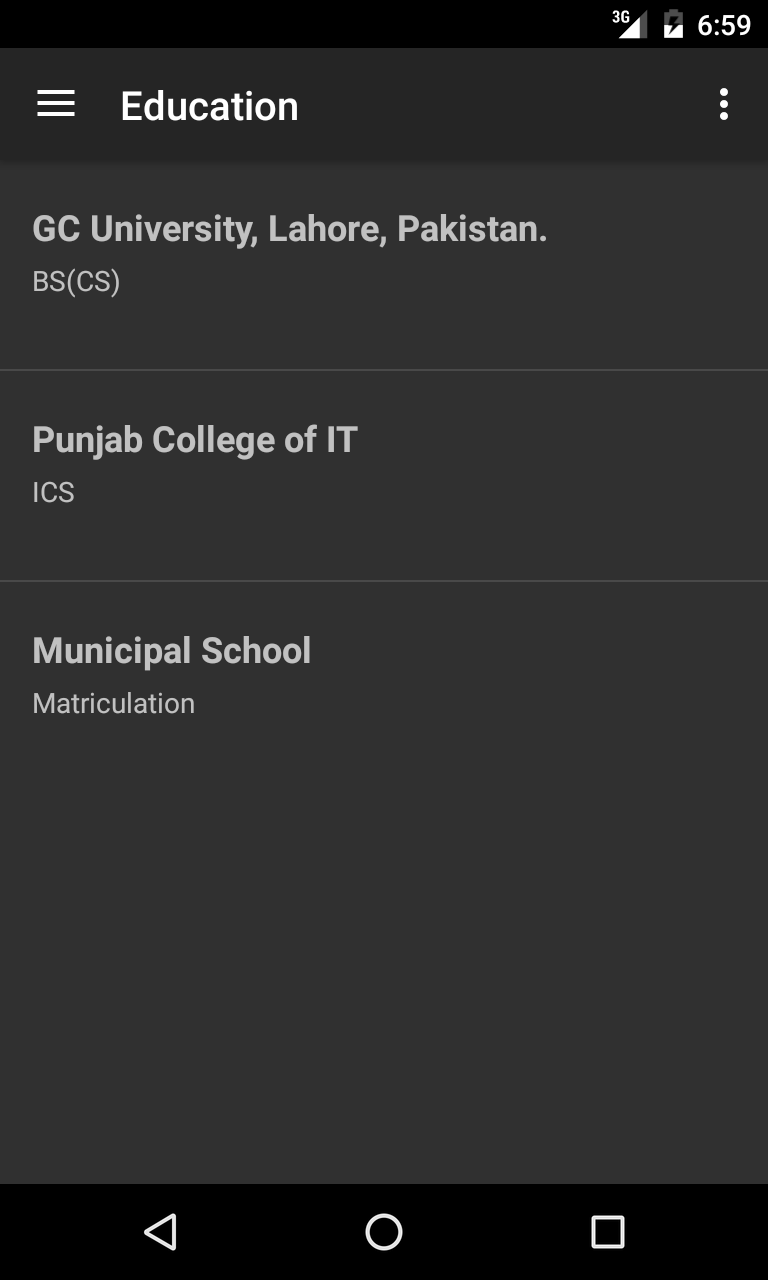 3G 6:59
Education
GC University, Lahore, Pakistan.
BS(CS)
Punjab College of IT
ICS
Municipal School
Matriculation